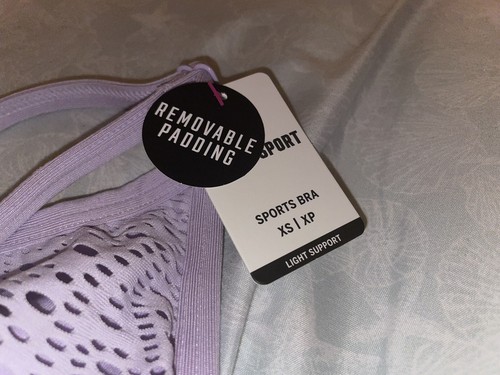 REMOVABLE
PADDING
SPORT
SPORTS BRA
XS | XP
LIGHT SUPPORT